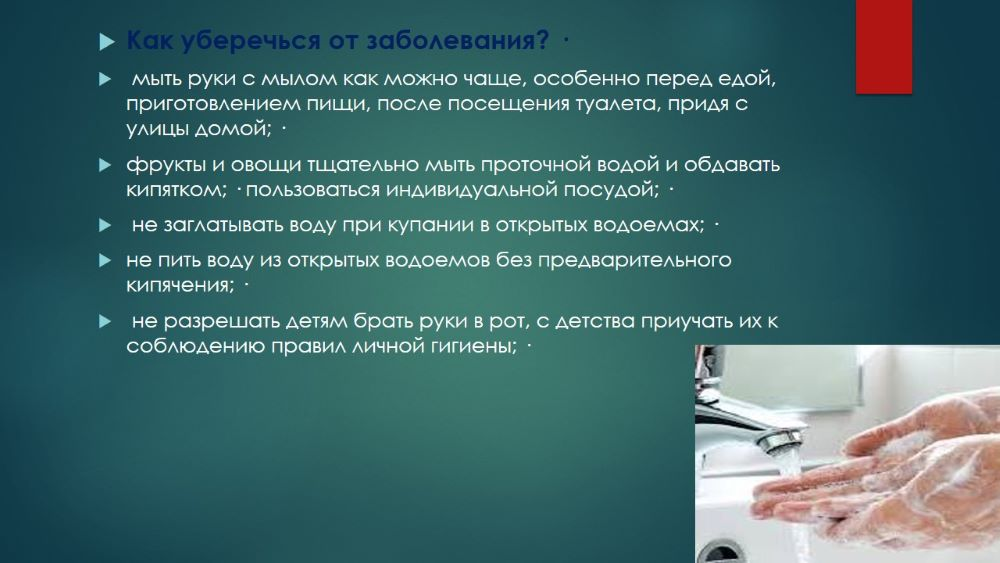 Как уберечься от заболевания? ·
мыть руки с мылом как можно чаще, особенно перед едой,
приготовлением пищи, после посещения туалета, придя с
улицы домой; ·
фрукты и овощи тщательно мыть проточной водой и обдавать
кипятком; · пользоваться индивидуальной посудой; ·
не заглатывать воду при купании в открытых водоемах; ·
не пить воду из открытых водоемов без предварительного
кипячения; ·
не разрешать детям брать руки в рот, с детства приучать их к
соблюдению правил личной гигиены; ·